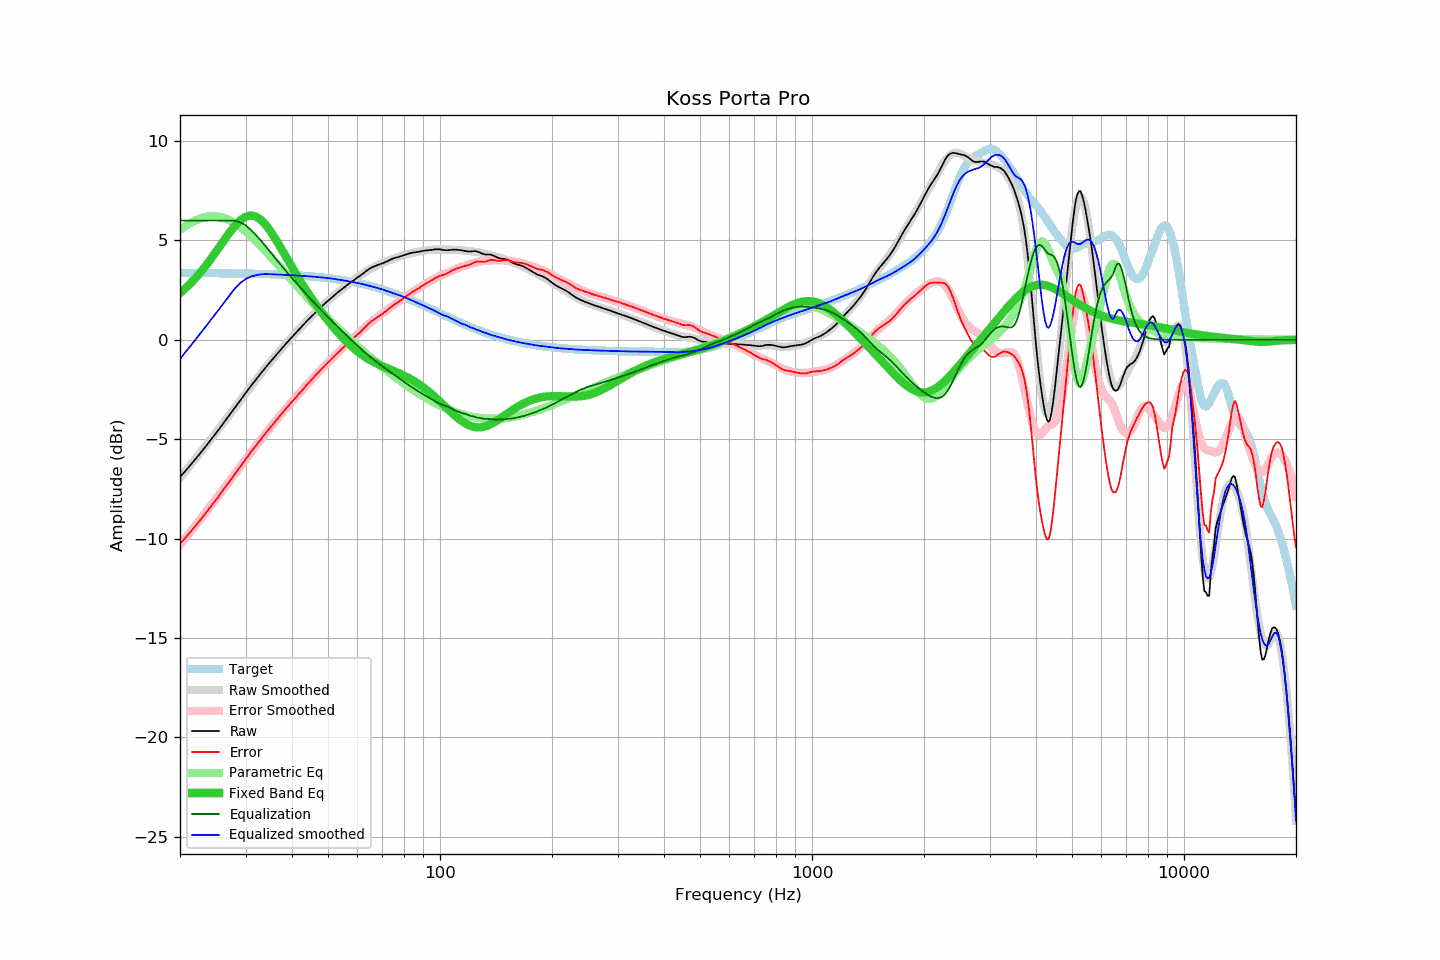 Koss Porta Pro
10
5
0
−5
−10
−15
−20
−25
Amplitude (dBr)
Target
Raw Smoothed
Error Smoothed
Raw
Error
Parametric Eq
Fixed Band Eq
Equalization
Equalized smoothed
100 1000 10000
Frequency (Hz)